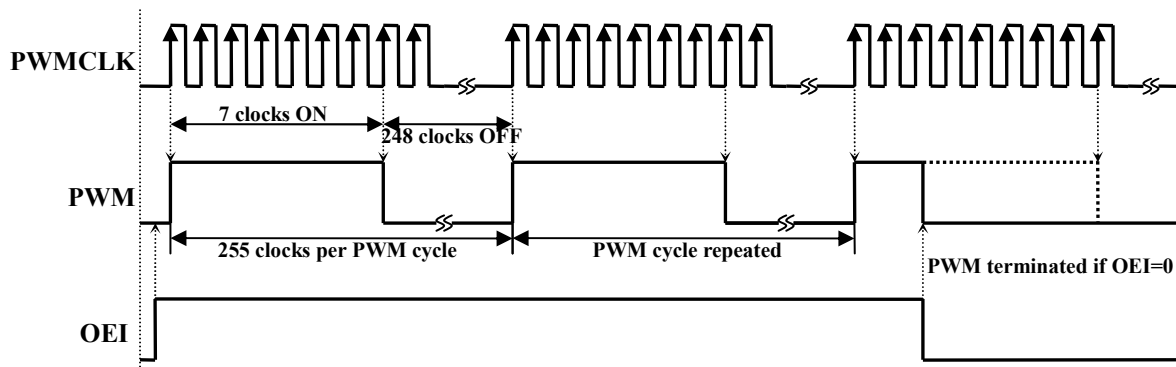 PWMCLK
7 clocks ON
248 clocks OFF
PWM
255 clocks per PWM cycle
PWM cycle repeated
PWM terminated if OEI=0
OEI